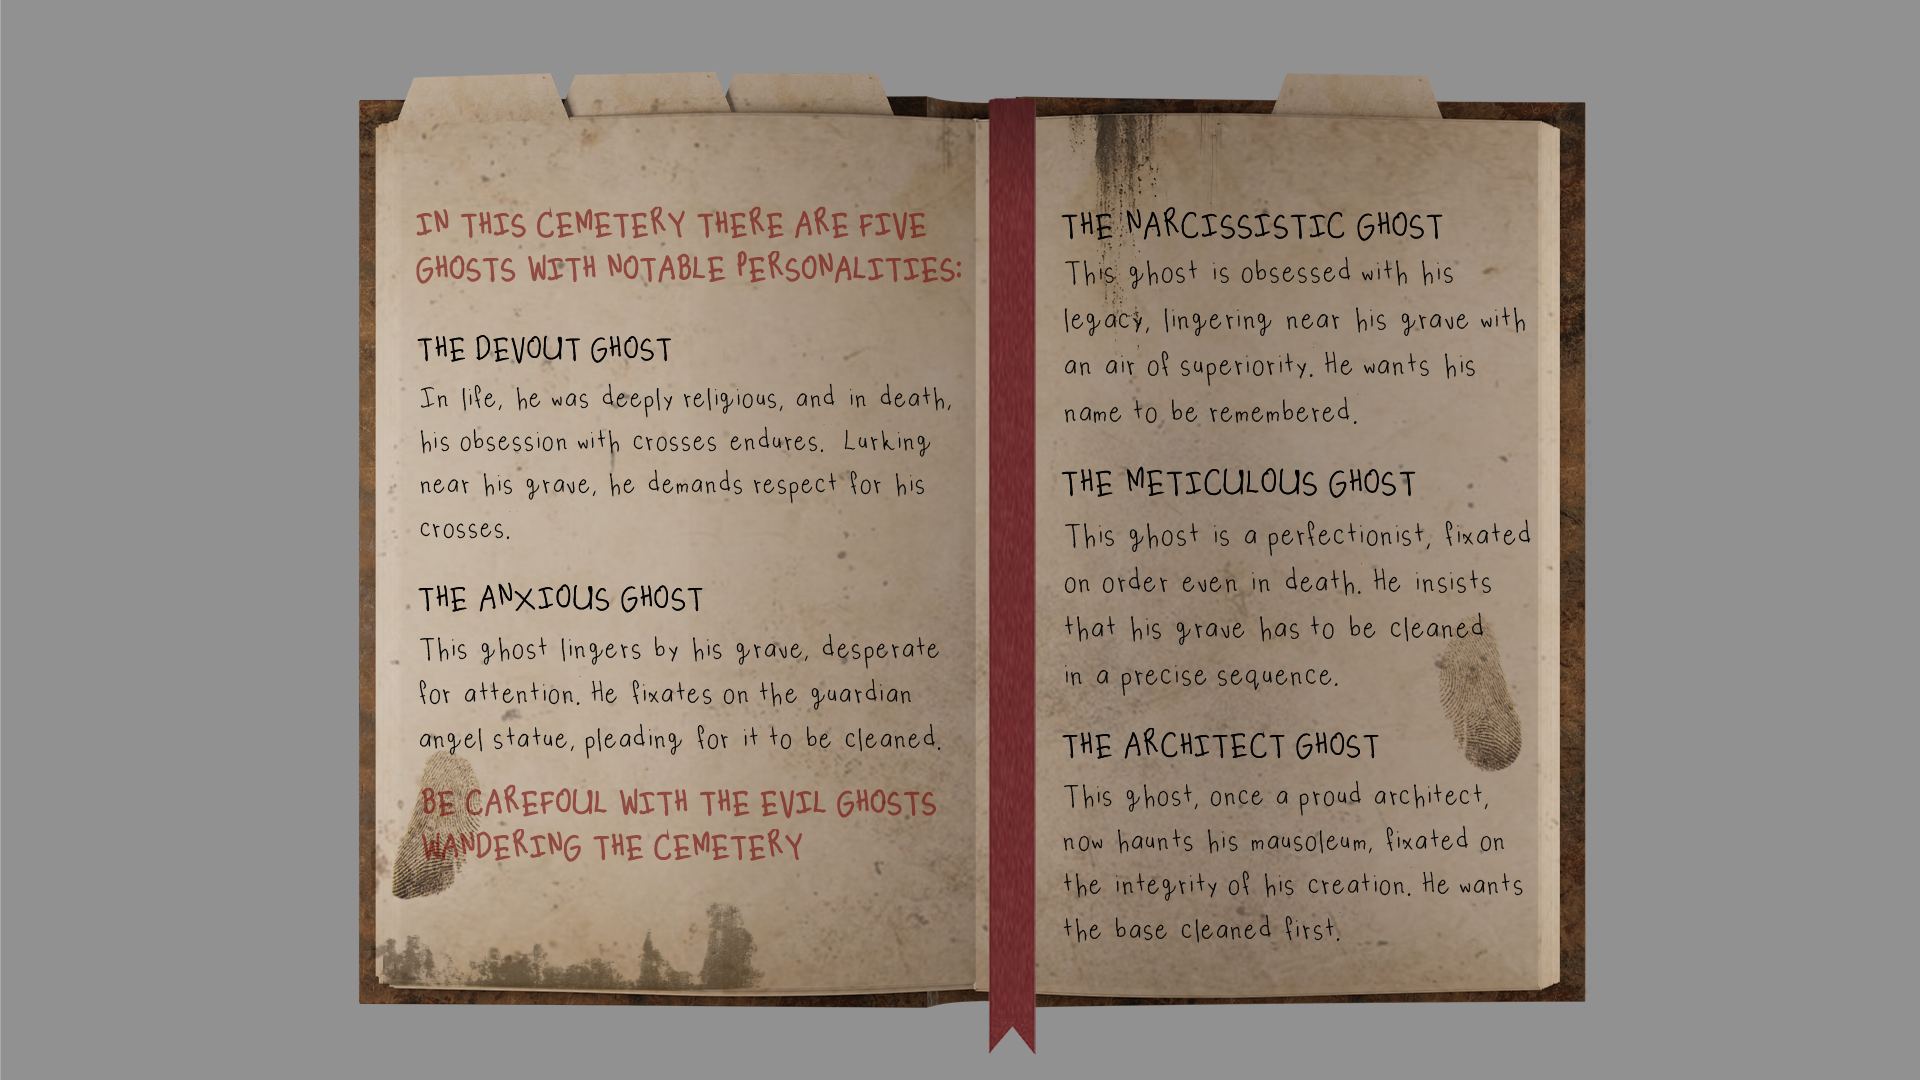 IN THIS CEMETERY THERE ARE FIVE
GHOSTS WITH NOTABLE PERSONALITIES:
THE DEVOUT GHOST
In life, he was deeply religious, and in death,
his obsession with crosses endures. Lurking
near his grave, he demands respect for his
crosses.
THE ANXIOUS GHOST
This ghost lingers by his grave, desperate
for attention. He fixates on the guardian
angel statue, pleading for it to be cleaned.
BE CAREFOUL WITH THE EVIL GHOSTS
WANDERING THE CEMETERY
THE NARCISSISTIC GHOST
This ghost is obsessed with his
legacy, lingering near his grave with
an air of superiority. He wants his
name to be remembered.
THE METICULOUS GHOST
This ghost is a perfectionist, fixated
on order even in death. He insists
that his grave has to be cleaned
in a precise sequence.
THE ARCHITECT GHOST
This ghost, once a proud architect,
now haunts his mausoleum, fixated on
the integrity of his creation. He wants
the base cleaned first.